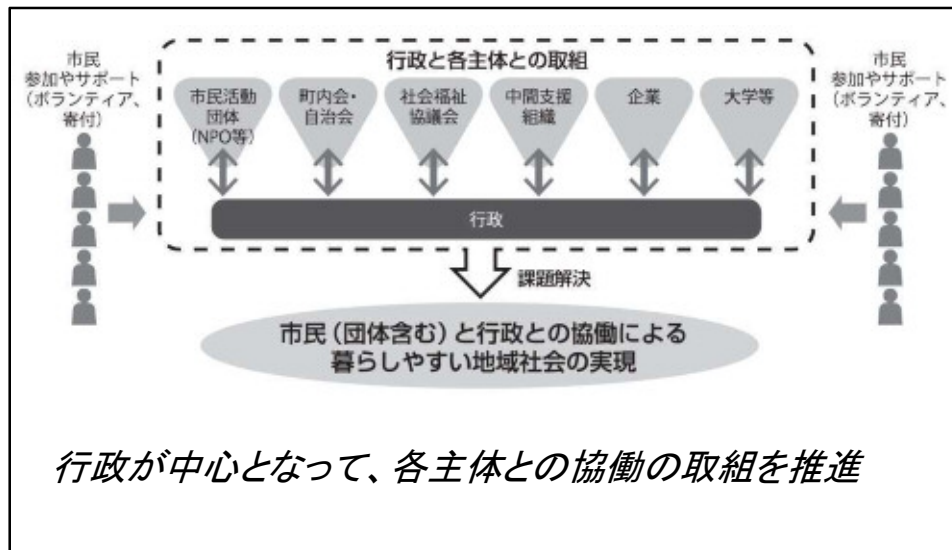 行政と各主体との取組
市民
参加やサポート
(ボランティア、
寄付)
市民活動
団体
(NPO等)
町内会・
自治会
社会福祉
協議会
中間支援
組織
企業
大学等
市民
参加やサポート
(ボランティア、
寄付)
行政
課題解決
市民(団体含む)と行政との協働による
暮らしやすい地域社会の実現
行政が中心となって、各主体との協働の取組を推進